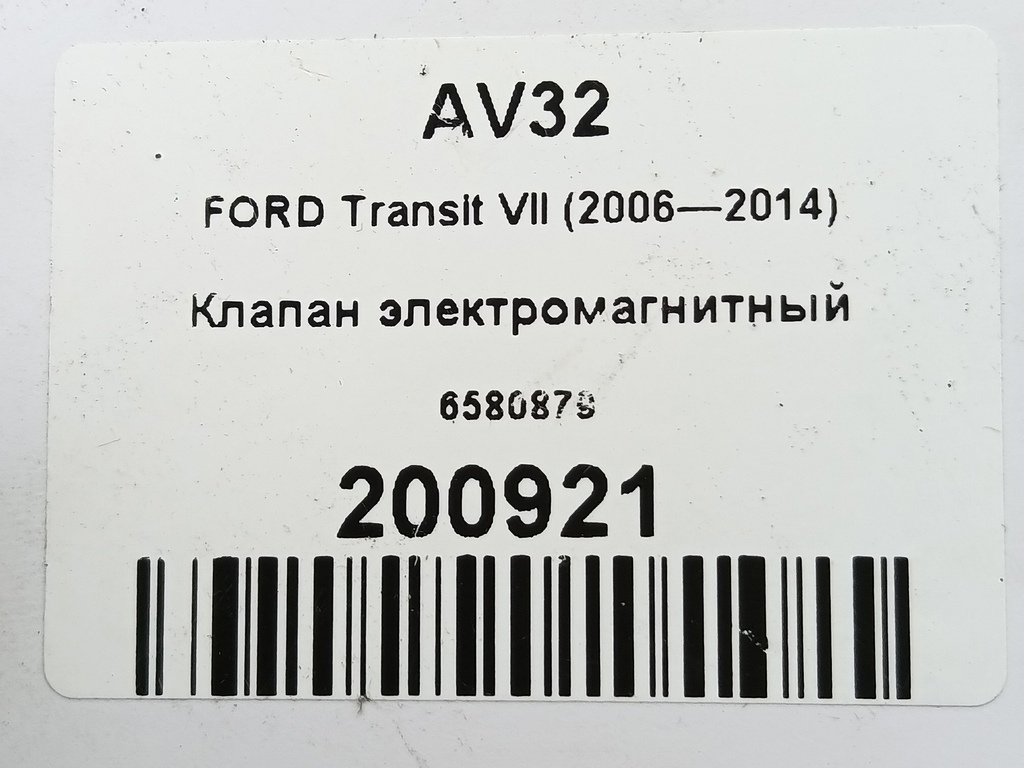 AV32
FORD Transit VII (2006—2014)
Клапан электромагнитный
6580879
200921